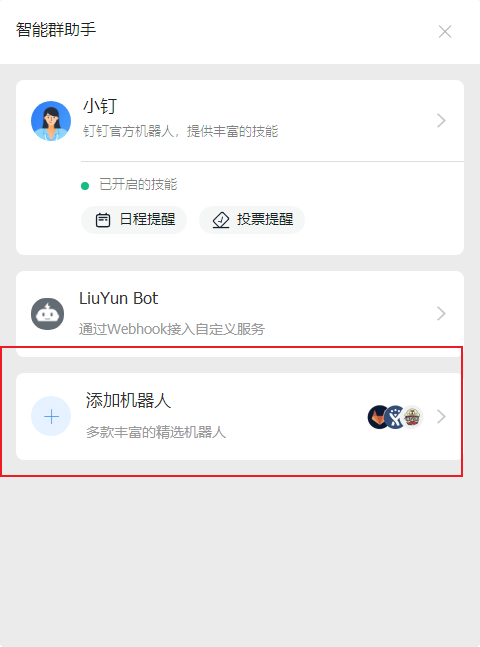 智能群助手
小钉
钉钉官方机器人，提供丰富的技能
已开启的技能
日程提醒 投票提醒
LiuYun Bot
通过Webhook接入自定义服务
添加机器人
多款丰富的精选机器人